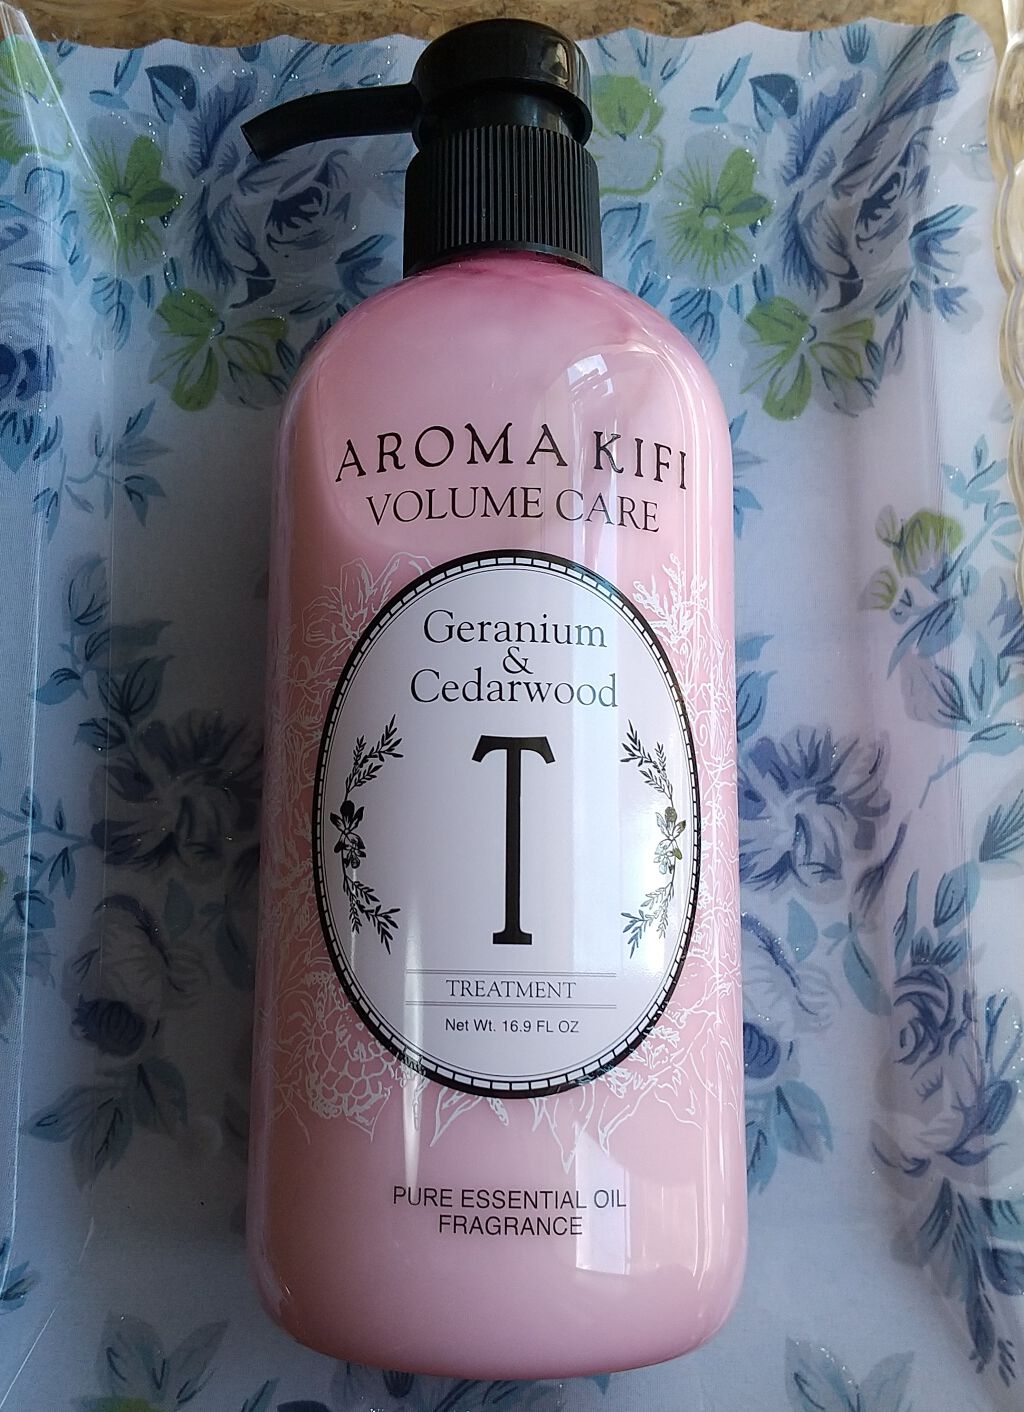 AROMA KIFI
VOLUME CARE
Geranium
&
Cedarwood
T
TREATMENT
Net Wt. 16.9 FL OZ
PURE ESSENTIAL OIL
FRAGRANCE